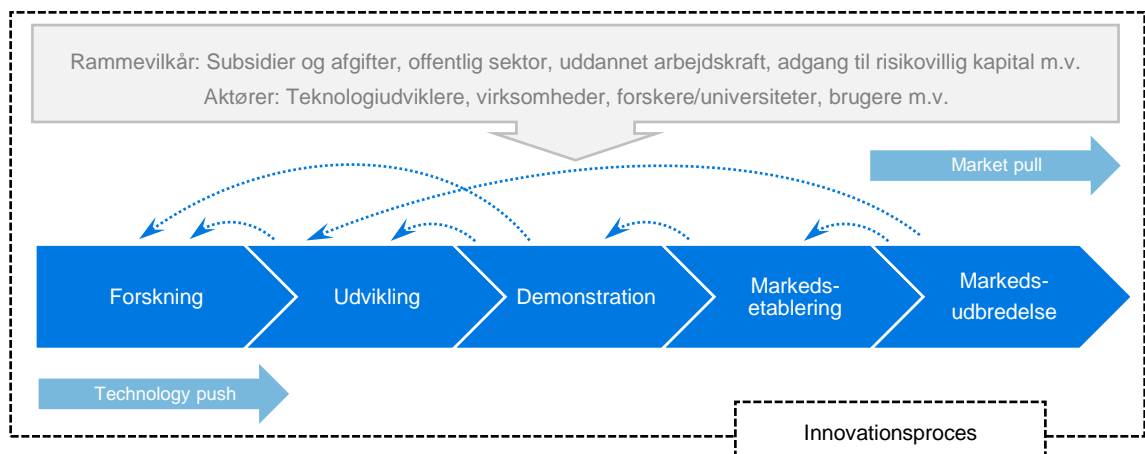 Rammevilkår: Subsidier og afgifter, offentlig sektor, uddannet arbejdskraft, adgang til risikovillig kapital m.v.
Aktører: Teknologiudviklere, virksomheder, forskere/universiteter, brugere m.v.
Market pull
Forskning
Udvikling
Demonstration
Markeds-
etablering
Markeds-
udbredelse
Technology push
Innovationsproces